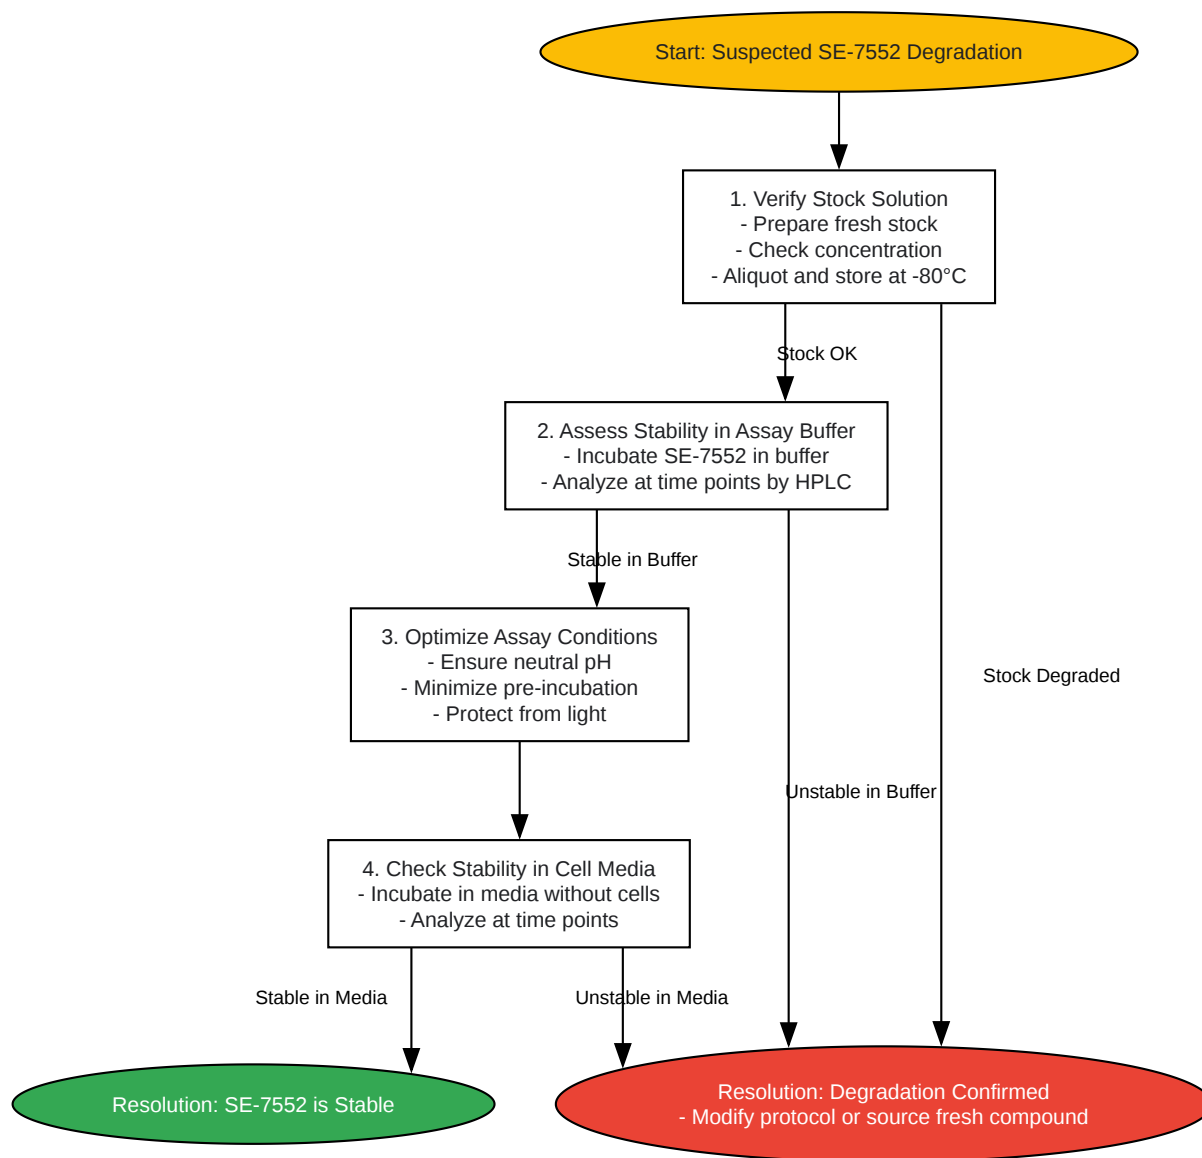 Start: Suspected SE-7552 Degradation
1. Verify Stock Solution
- Prepare fresh stock
- Check concentration
- Aliquot and store at -80°C
Stock OK
2. Assess Stability in Assay Buffer
- Incubate SE-7552 in buffer
- Analyze at time points by HPLC
Stable in Buffer
3. Optimize Assay Conditions
- Ensure neutral pH
- Minimize pre-incubation
- Protect from light
Stock Degraded
Unstable in Buffer
4. Check Stability in Cell Media
- Incubate in media without cells
- Analyze at time points
Stable in Media
Unstable in Media
Resolution: SE-7552 is Stable
Resolution: Degradation Confirmed
- Modify protocol or source fresh compound